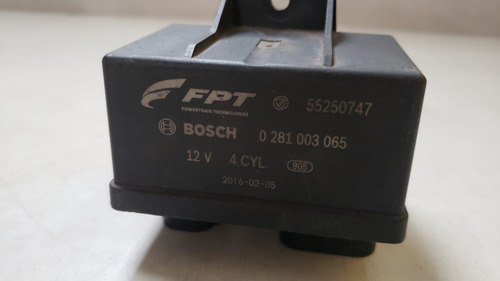 FPT 55250747
POWERTRAIN TECHNOLOGIES
BOSCH 0 281 003 065
12 V 4 CYL. 905
2016-02-05